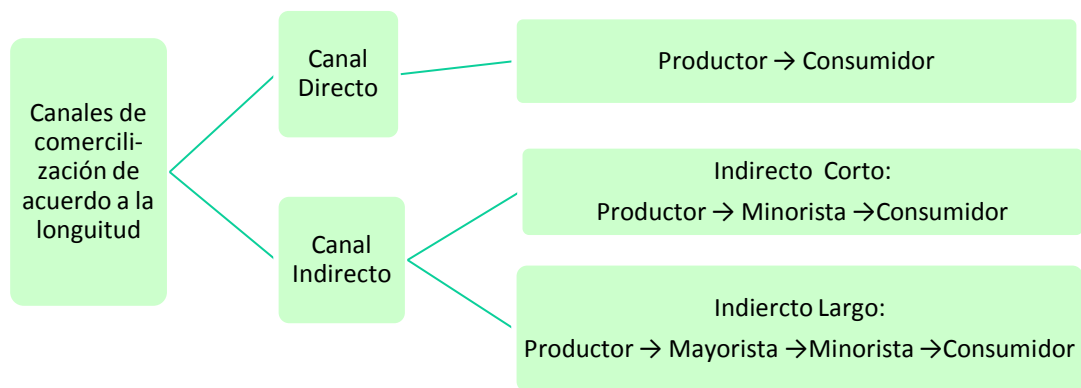 Canales de
comercili-
zación de
acuerdo a la
longuitud
Canal
Directo
Productor → Consumidor
Canal
Indirecto
Indirecto Corto:
Productor → Minorista →Consumidor
Indiercto Largo:
Productor → Mayorista →Minorista →Consumidor